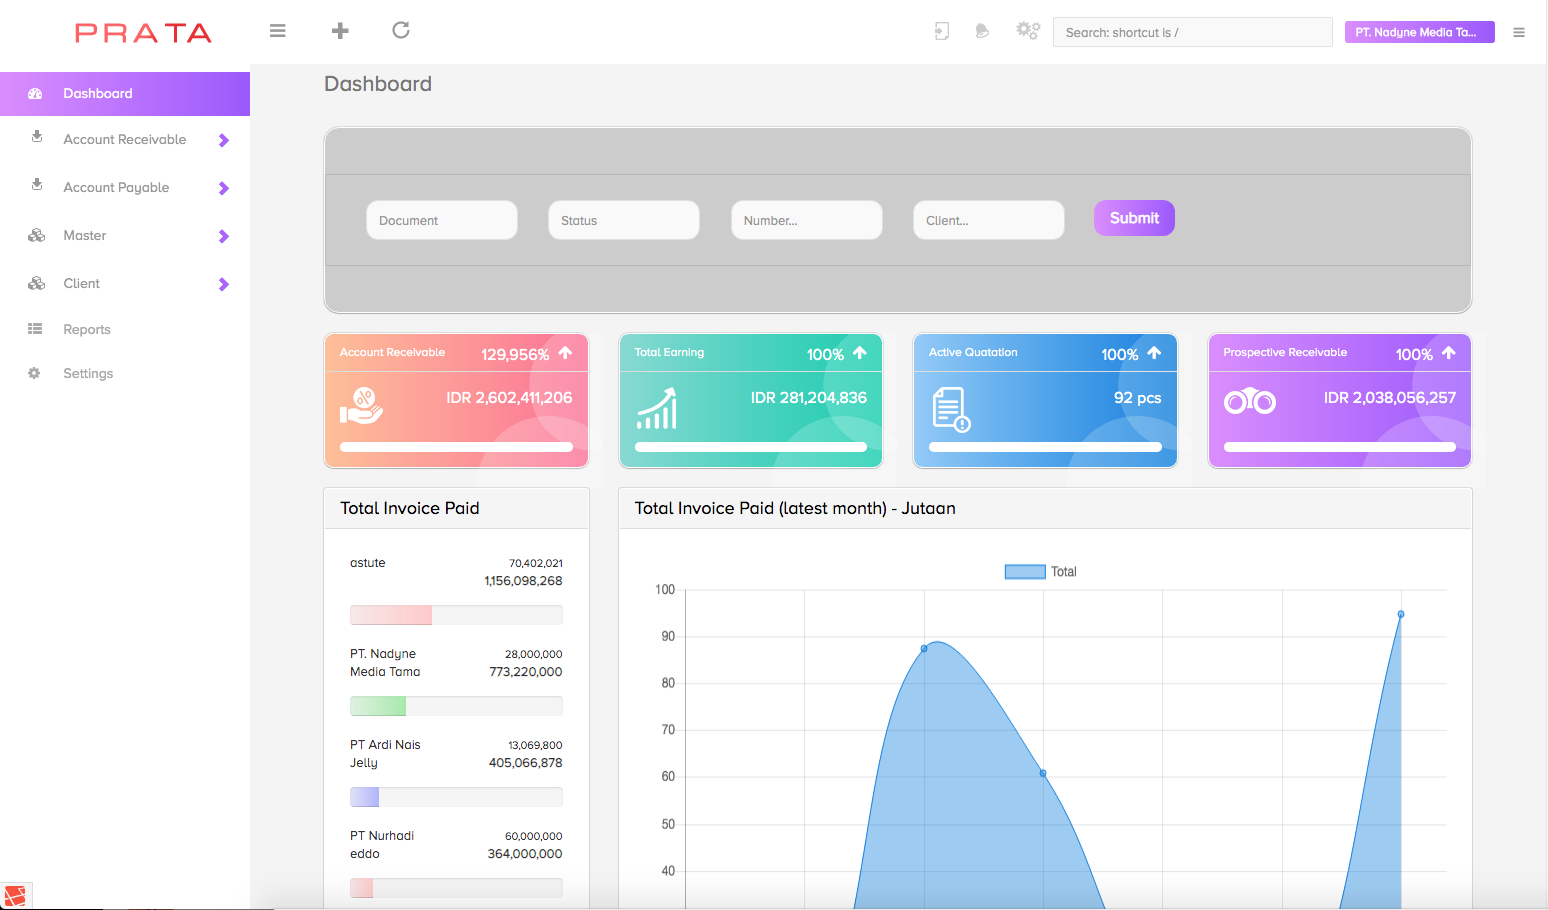 PRATA
Search: shortcut is /
PT. Nadyne Media Ta...
Dashboard
Account Receivable
Account Payable
Master
Client
Reports
Settings
Dashboard
Document
Status
Number...
Client...
Submit
Account Receivable
129,956%
IDR 2,602,411,206
Total Earning
100%
IDR 281,204,836
Active Quatation
100%
92 pcs
Prospective Receivable
100%
IDR 2,038,056,257
Total Invoice Paid
astute
70,402,021
1,156,098,268
PT. Nadyne
Media Tama
28,000,000
773,220,000
PT Ardi Nais
Jelly
13,069,800
405,066,878
PT Nurhadi
eddo
60,000,000
364,000,000
Total Invoice Paid (latest month) - Jutaan
Total
100
90
80
70
60
50
40